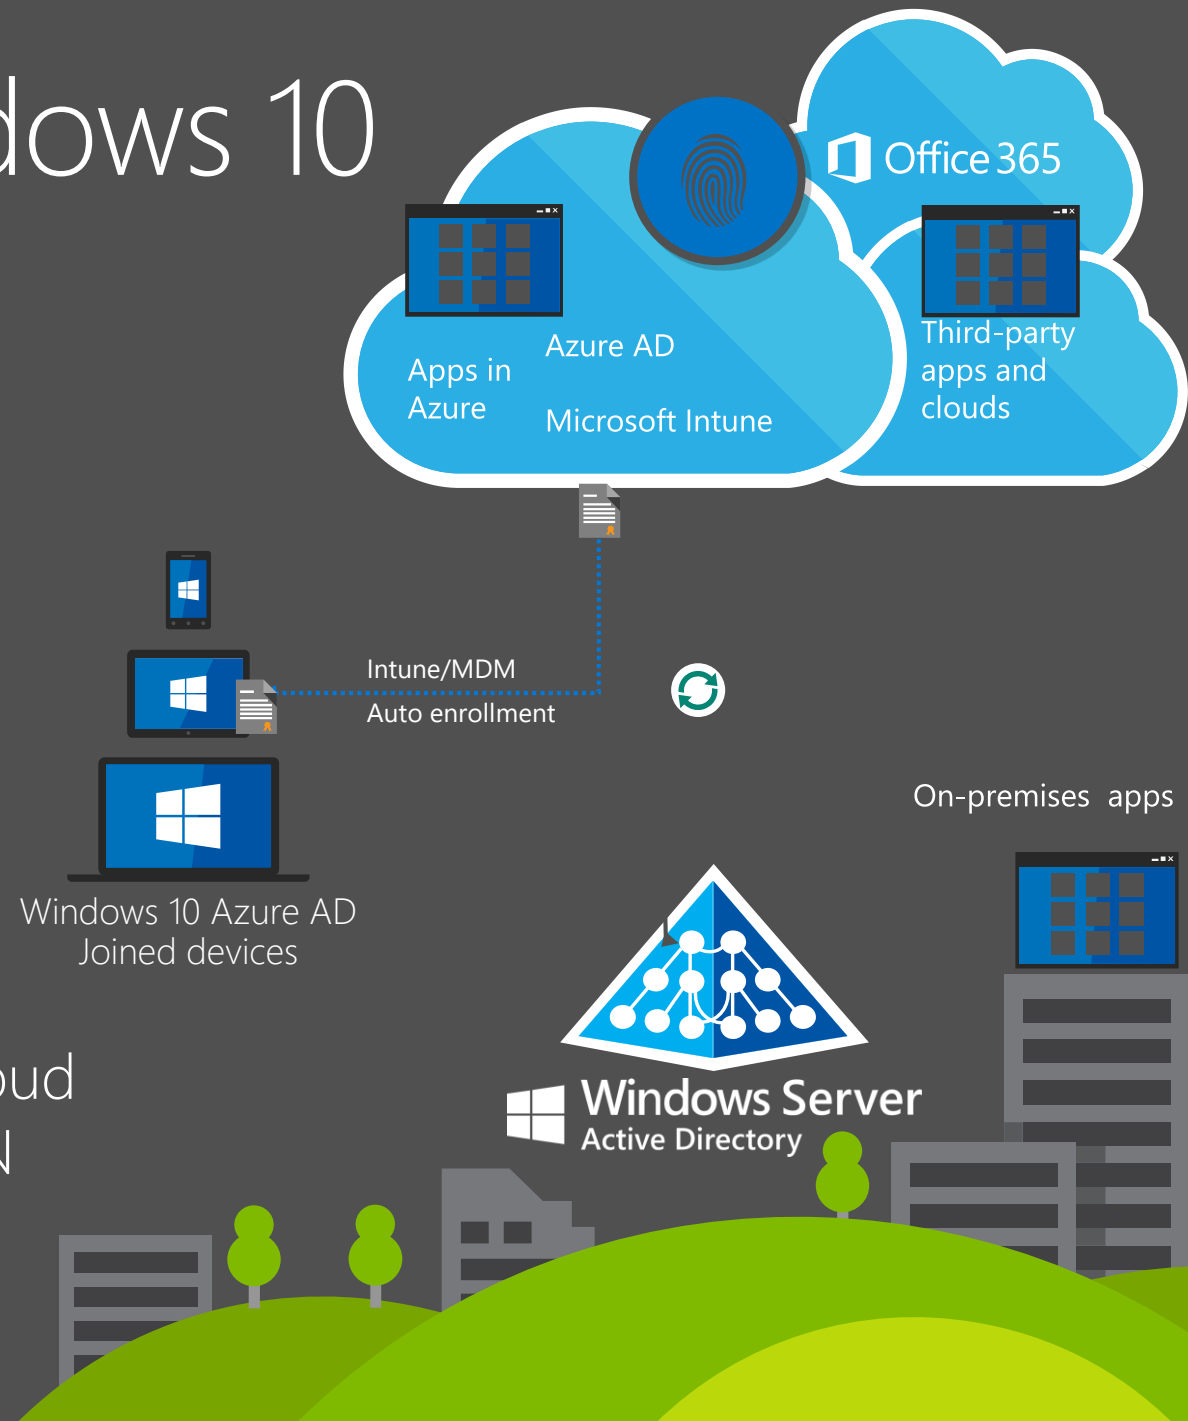 dows 10
Office 365
Azure AD
Apps in
Azure
Microsoft Intune
Third-party
apps and
clouds
Intune/MDM
Auto enrollment
On-premises apps
Windows 10 Azure AD
Joined devices
oud
N
Windows Server
Active Directory